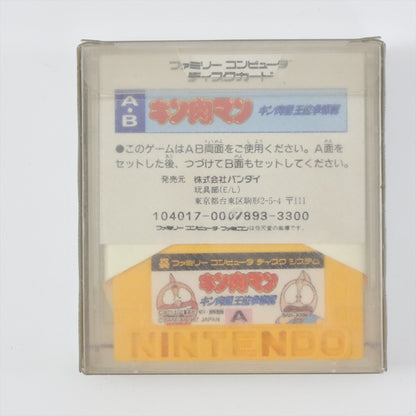 ファミリー コンピュータ
ディスクカード
A・B キン肉マン キン肉星王位争奪戦
●このゲームはAB両面をご使用ください。A面を
セットした後、つづけてB面もセットしてください。
発売元 株式会社バンダイ
玩具部(E/L)
東京都台東区駒形2-5-4 〒111
104017-00 /893-3300
ファミリー コンピュータ・ファミコンは任天堂の商標です。
ファミリー コンピュータ ディスク システム
キン肉マン
キン肉星王位争奪戦
JAPAN
A
NINTENDO